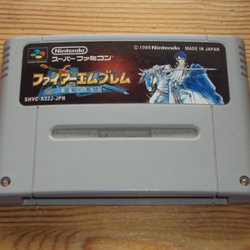 Nintendo
スーパーファミコン
© 1996 Nintendo
MADE IN JAPAN
ファイアーエムブレム
SHVC-A32J-JPN